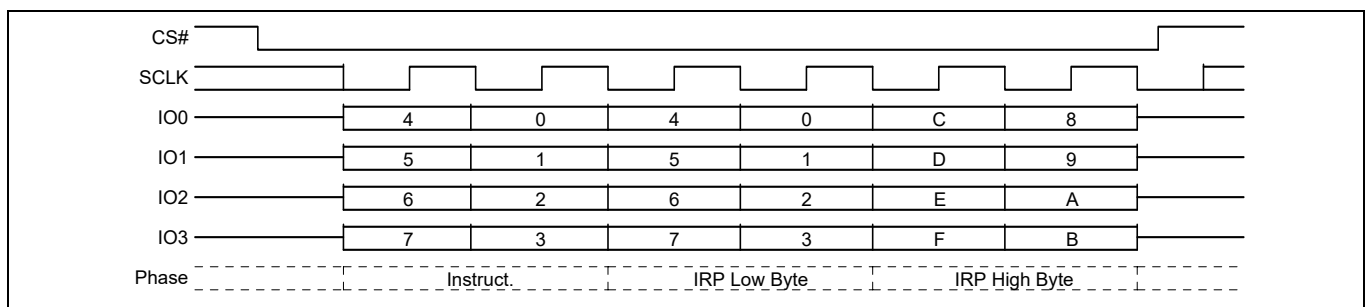 CS#
SCLK
IO0 4 0 4 0 C 8
IO1 5 1 5 1 D 9
IO2 6 2 6 2 E A
IO3 7 3 7 3 F B
Phase Instruct. IRP Low Byte IRP High Byte